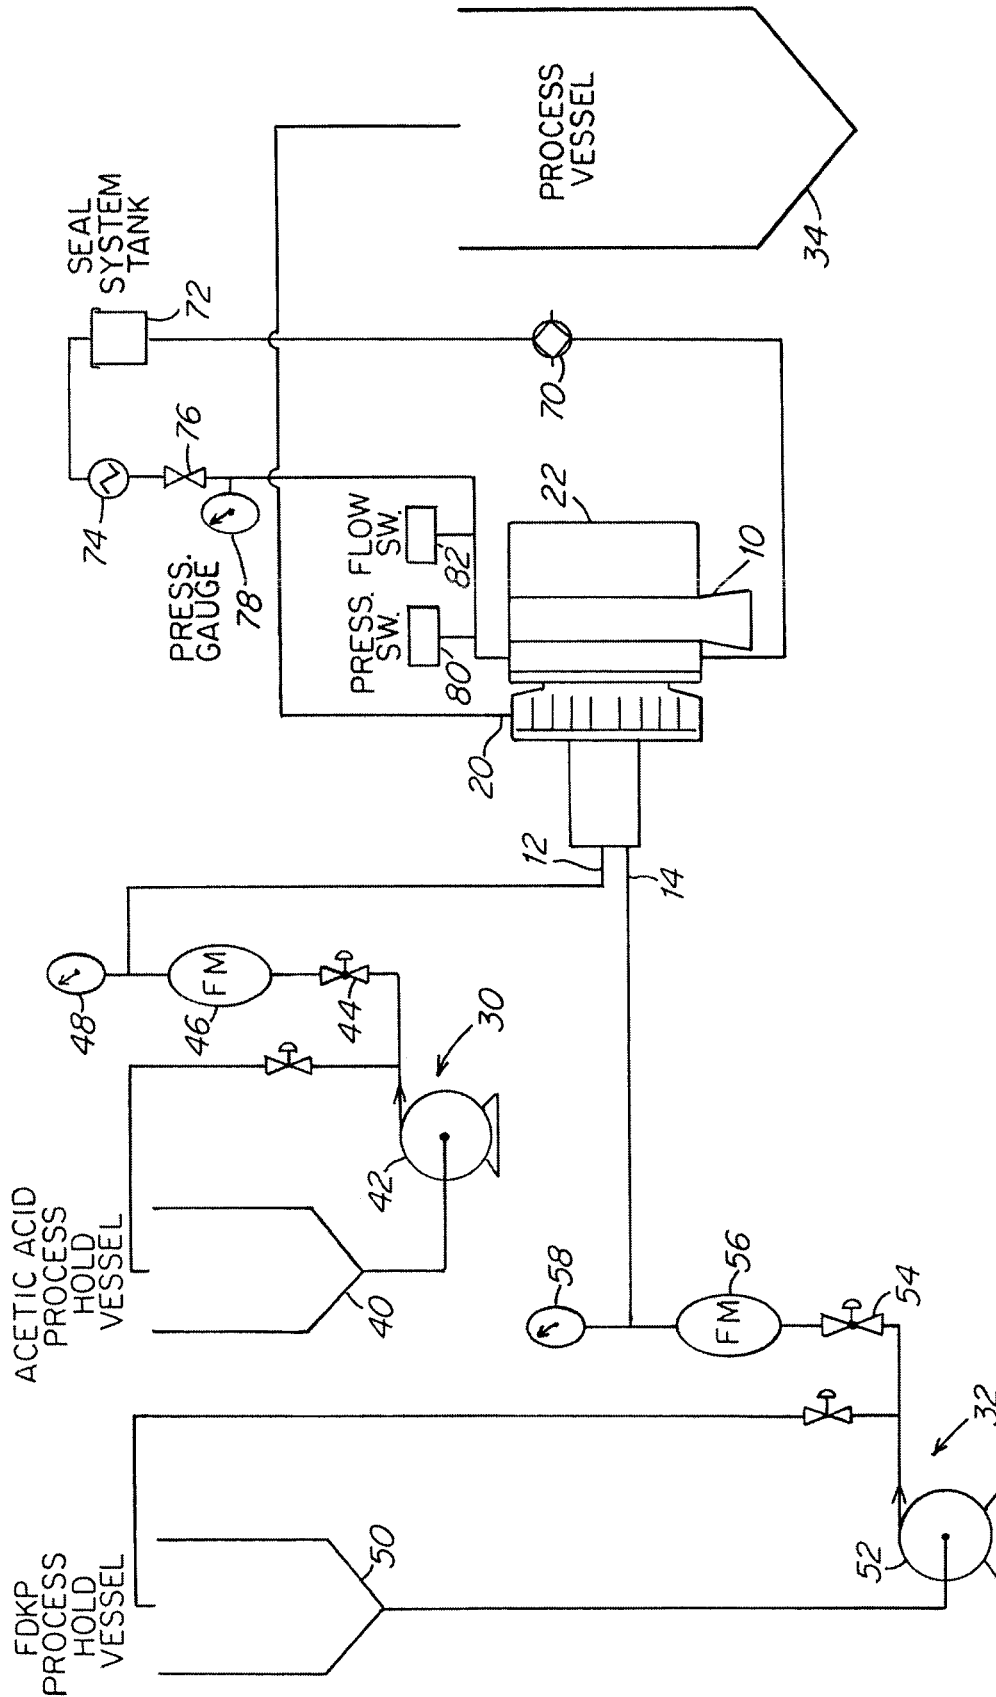 FDKP
PROCESS
HOLD
VESSEL
50
52
32
54
FM
56
58
ACETIC ACID
PROCESS
HOLD
VESSEL
40
42
30
44
FM
46
48
12
14
20
PRESS.
GAUGE
78
74
76
SEAL
SYSTEM
TANK
72
PRESS.
SW.
80
FLOW
SW.
82
22
10
70
PROCESS
VESSEL
34